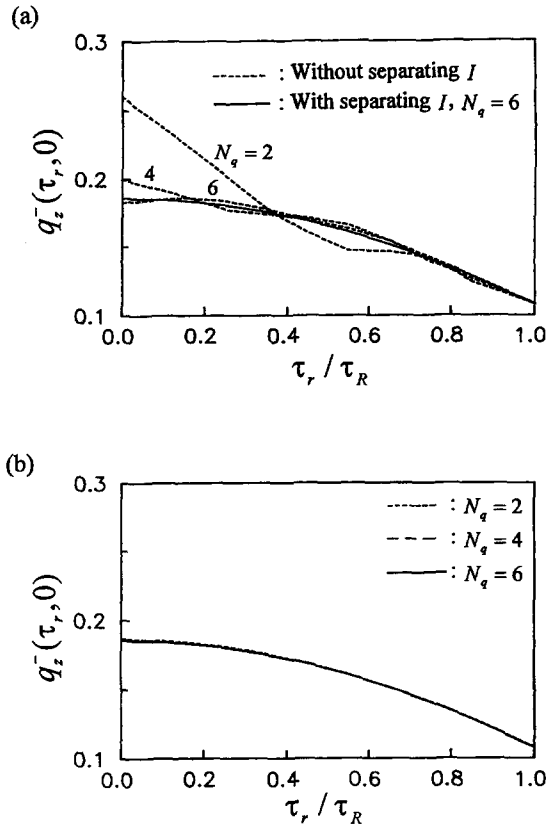 (a)
0.3
---- : Without separating I
— : With separating I, N_q = 6
N_q = 2
4
6
0.2
0.1
q_z^-(τ_r, 0)
0.0 0.2 0.4 0.6 0.8 1.0
τ_r / τ_R
(b)
0.3
: N_q = 2
: N_q = 4
: N_q = 6
0.2
0.1
q_z^-(τ_r, 0)
0.0 0.2 0.4 0.6 0.8 1.0
τ_r / τ_R